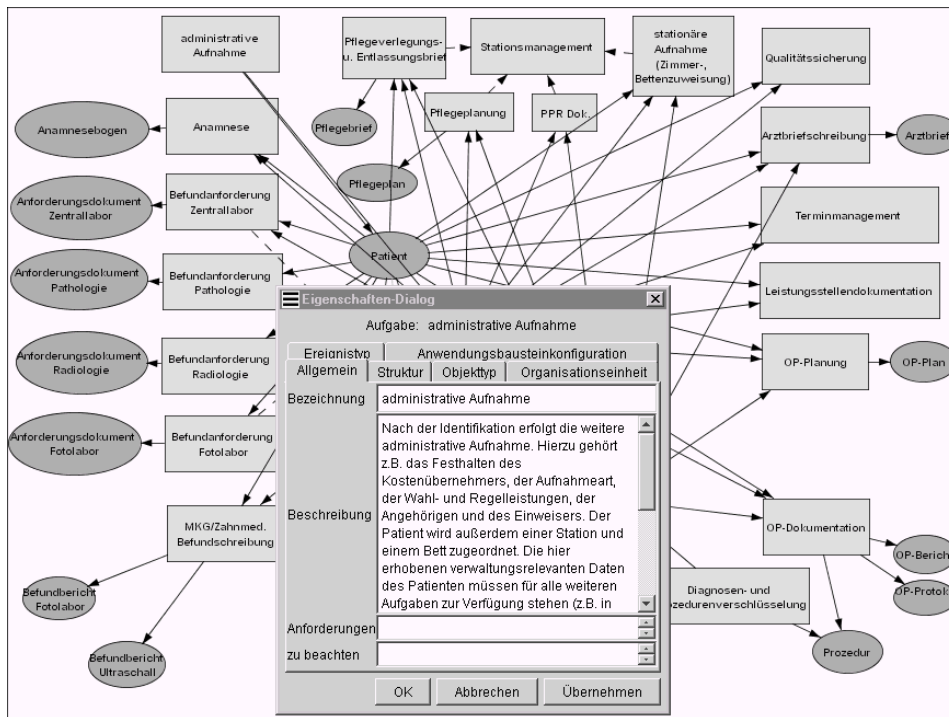 administrative
Aufnahme
Pflegeverlegungs-
u. Entlassungsbrief
Stationsmanagement
stationäre
Aufnahme
(Zimmer-,
Bettenzuweisung)
Qualitätssicherung
Anamnesebogen
Anamnese
Pflegebrief
Pflegeplanung
PPR Dok.
Arztbriefschreibung
Arztbrief
Pflegeplan
Anforderungsdokument
Zentrallabor
Befundanforderung
Zentrallabor
Terminmanagement
Patient
Anforderungsdokument
Pathologie
Befundanforderung
Pathologie
Leistungsstellendokumentation
Eigenschaften-Dialog
Aufgabe: administrative Aufnahme
Ereignistyp Anwendungsbausteinkonfiguration
Allgemein Struktur Objekttyp Organisationseinheit
Bezeichnung administrative Aufnahme
Beschreibung
Nach der Identifikation erfolgt die weitere
administrative Aufnahme. Hierzu gehört
z.B. das Festhalten des
Kostenübernehmers, der Aufnahmeart,
der Wahl- und Regelleistungen, der
Angehörigen und des Einweisers. Der
Patient wird außerdem einer Station und
einem Bett zugeordnet. Die hier
erhobenen verwaltungsrelevanten Daten
des Patienten müssen für alle weiteren
Aufgaben zur Verfügung stehen (z.B. in
Anforderungen
zu beachten
OK Abbrechen Übernehmen
Anforderungsdokument
Radiologie
Befundanforderung
Radiologie
OP-Planung
OP-Plan
Anforderungsdokument
Fotolabor
Befundanforderung
Fotolabor
MKG/Zahnmed.
Befundschreibung
OP-Dokumentation
OP-Berich
OP-Protok
Befundbericht
Fotolabor
Diagnosen- und
ozedurenverschlüsselung
Befundbericht
Ultraschall
Prozedur